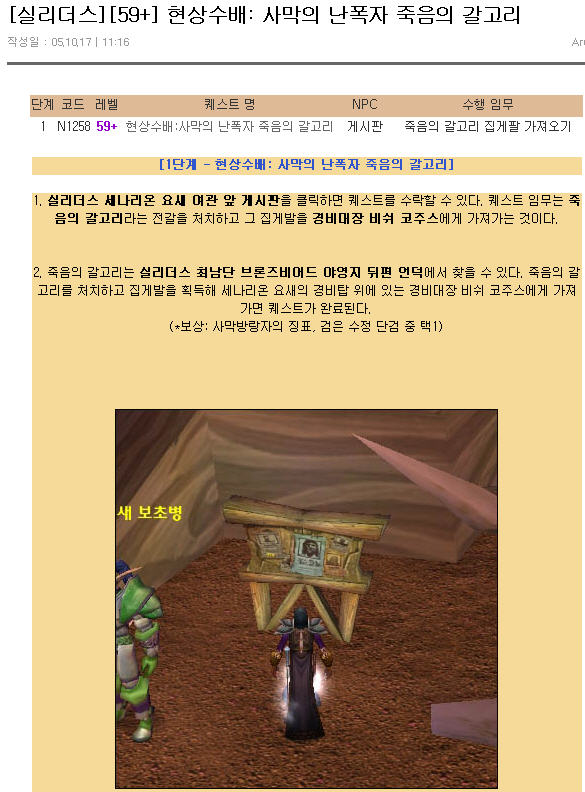 [실리더스][59+] 현상수배: 사막의 난폭자 죽음의 갈고리
작성일 : 05,10,17 | 11:16
단계 코드 레벨 퀘스트 명 NPC 수행 임무
1 N1258 59+ 현상수배:사막의 난폭자 죽음의 갈고리 게시판 죽음의 갈고리 집게팔 가져오기
[1단계 - 현상수배: 사막의 난폭자 죽음의 갈고리]
1. 실리더스 세나리온 요새 여관 앞 게시판을 클릭하면 퀘스트를 수락할 수 있다. 퀘스트 임무는 죽
음의 갈고리라는 전갈을 처치하고 그 집게발을 경비대장 비쉬 코주스에게 가져가는 것이다.
2. 죽음의 갈고리는 실리더스 최남단 브론즈비어드 야영지 뒤편 언덕에서 찾을 수 있다. 죽음의 갈
고리를 처치하고 집게발을 획득해 세나리온 요새의 경비탑 위에 있는 경비대장 비쉬 코주스에게 가져
가면 퀘스트가 완료된다.
(*보상: 사막방랑자의 징표, 검은 수정 단검 중 택1)
새 보초병